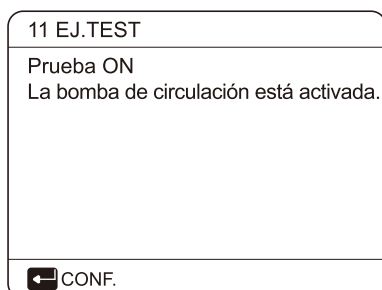 11 EJ.TEST
Prueba ON
La bomba de circulación está activada.
CONF.